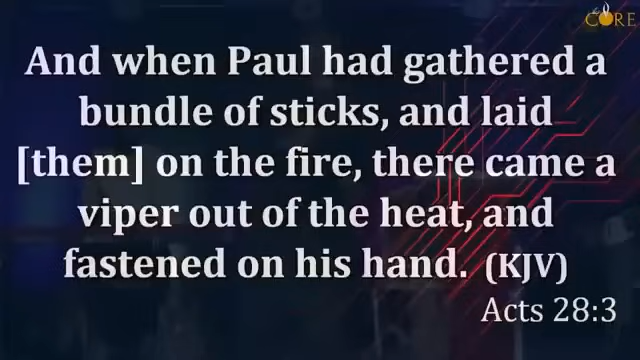 the CORE
And when Paul had gathered a
bundle of sticks, and laid
[them] on the fire, there came a
viper out of the heat, and
fastened on his hand. (KJV)
Acts 28:3